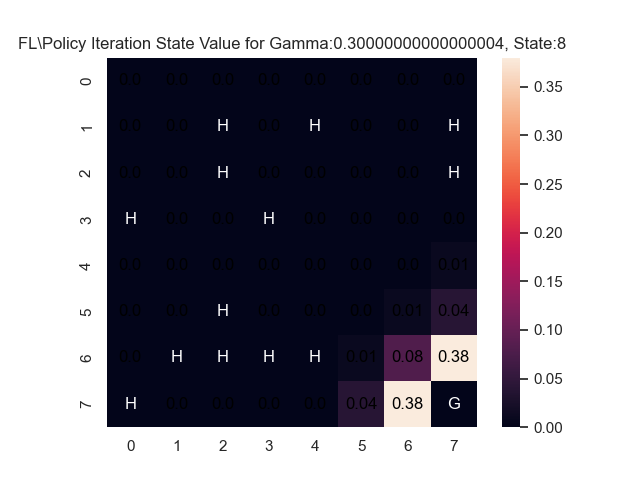 FL\Policy Iteration State Value for Gamma:0.30000000000000004, State:8
0 0.0 0.0 0.0 0.0 0.0 0.0 0.0 0.0
1 0.0 0.0 H 0.0 H 0.0 0.0 H
2 0.0 0.0 H 0.0 0.0 0.0 0.0 H
3 H 0.0 0.0 H 0.0 0.0 0.0 0.0
4 0.0 0.0 0.0 0.0 0.0 0.0 0.0 0.01
5 0.0 0.0 H 0.0 0.0 0.0 0.01 0.04
6 0.0 H H H H 0.01 0.08 0.38
7 H 0.0 0.0 0.0 0.0 0.04 0.38 G
0 1 2 3 4 5 6 7
0.35
0.30
0.25
0.20
0.15
0.10
0.05
0.00